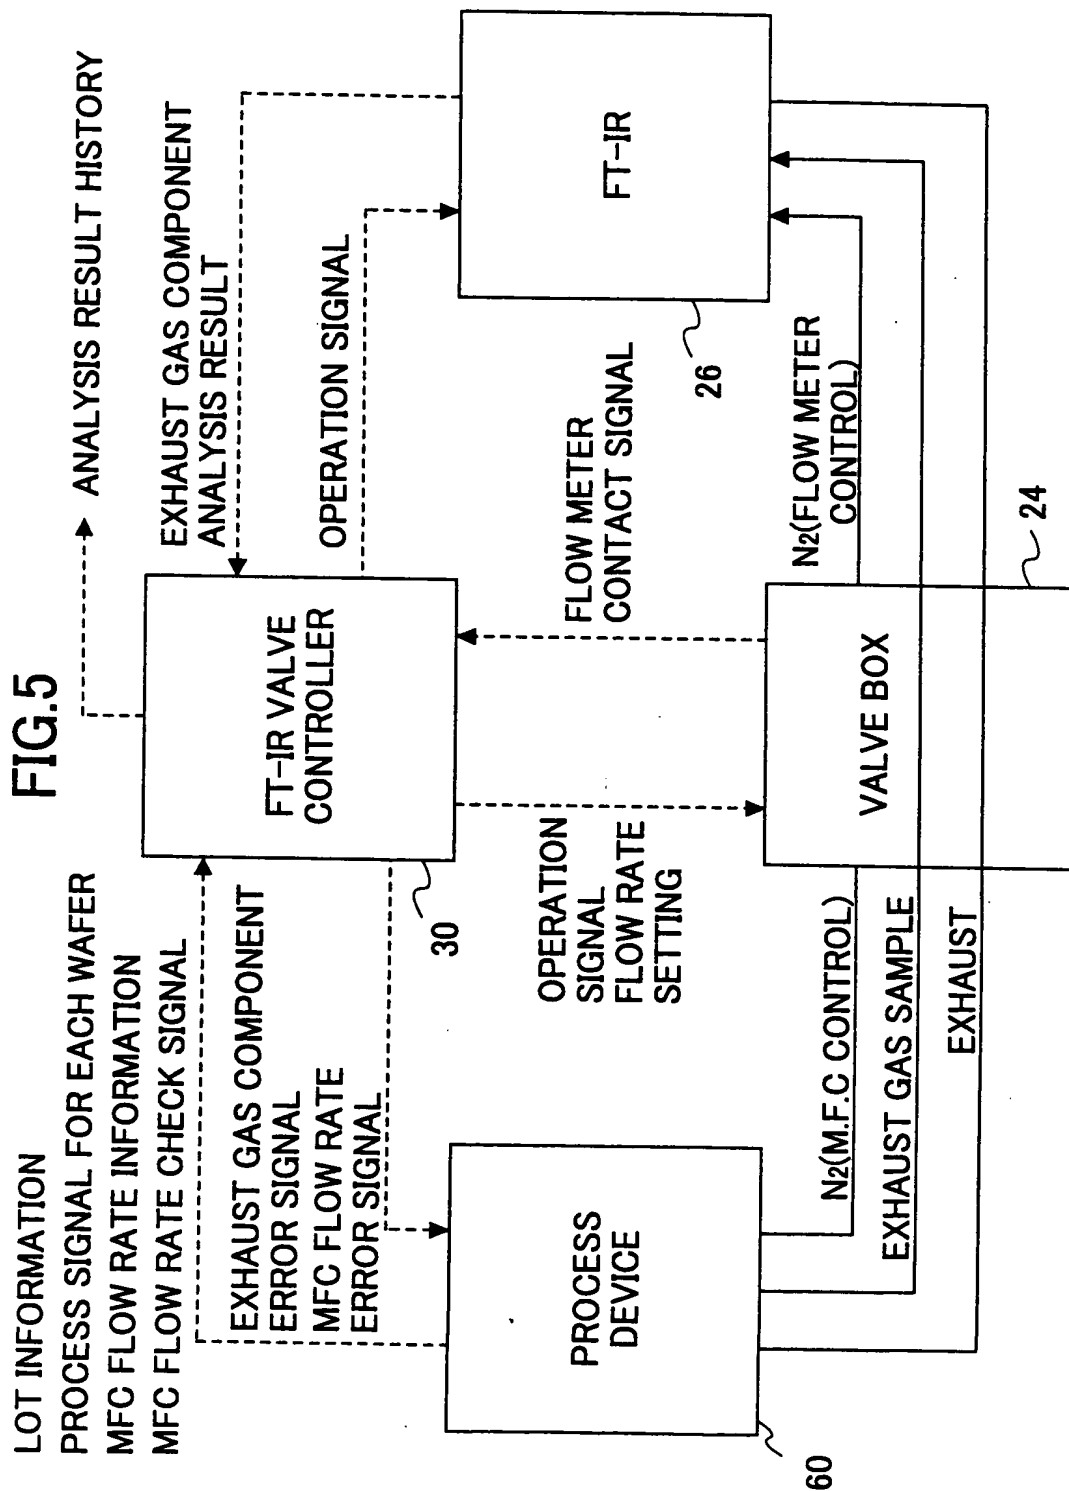 FIG.5
LOT INFORMATION
PROCESS SIGNAL FOR EACH WAFER
MFC FLOW RATE INFORMATION
MFC FLOW RATE CHECK SIGNAL
ANALYSIS RESULT HISTORY
EXHAUST GAS COMPONENT
ANALYSIS RESULT
OPERATION SIGNAL
EXHAUST GAS COMPONENT
ERROR SIGNAL
MFC FLOW RATE
ERROR SIGNAL
FT-IR VALVE
CONTROLLER
30
FT-IR
26
OPERATION
SIGNAL
FLOW RATE
SETTING
FLOW METER
CONTACT SIGNAL
PROCESS
DEVICE
60
VALVE BOX
24
N2(M.F.C CONTROL)
EXHAUST GAS SAMPLE
EXHAUST
N2(FLOW METER
CONTROL)